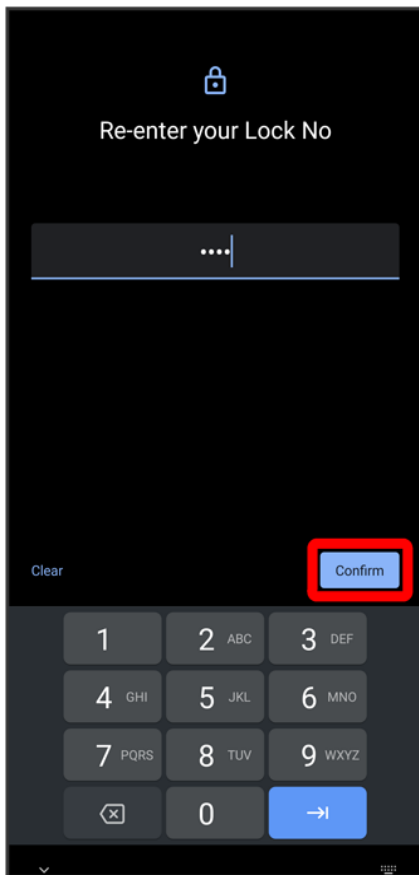 Re-enter your Lock No
••••
Clear Confirm
1 2 ABC 3 DEF
4 GHI 5 JKL 6 MNO
7 PQRS 8 TUV 9 WXYZ
0